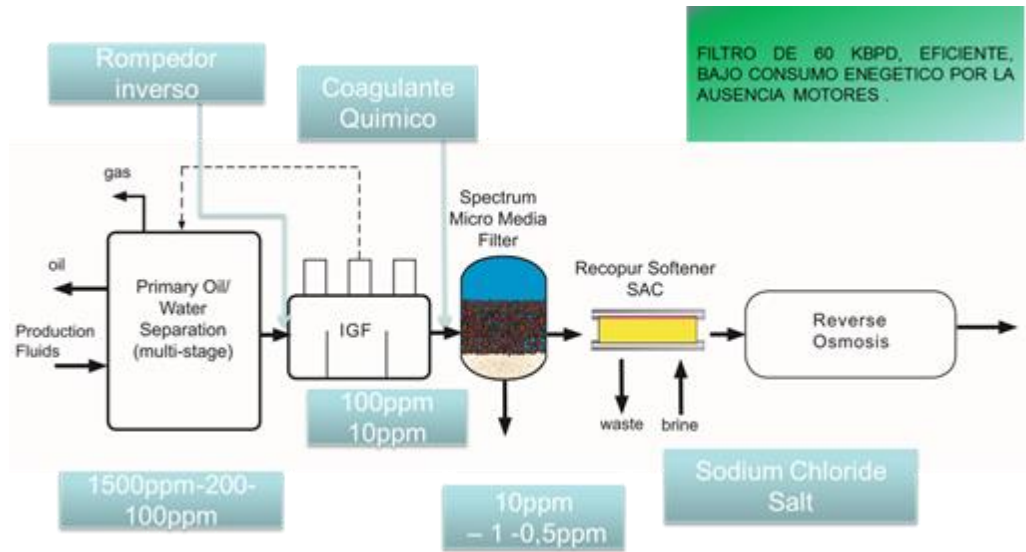 Rompedor
inverso
Coagulante
Quimico
FILTRO DE 60 KBPD, EFICIENTE,
BAJO CONSUMO ENEGETICO POR LA
AUSENCIA MOTORES .
gas
oil
Production
Fluids
Primary Oil/
Water
Separation
(multi-stage)
IGF
Spectrum
Micro Media
Filter
Recopur Softener
SAC
Reverse
Osmosis
waste
brine
100ppm
10ppm
1500ppm-200-
100ppm
10ppm
– 1 -0,5ppm
Sodium Chloride
Salt